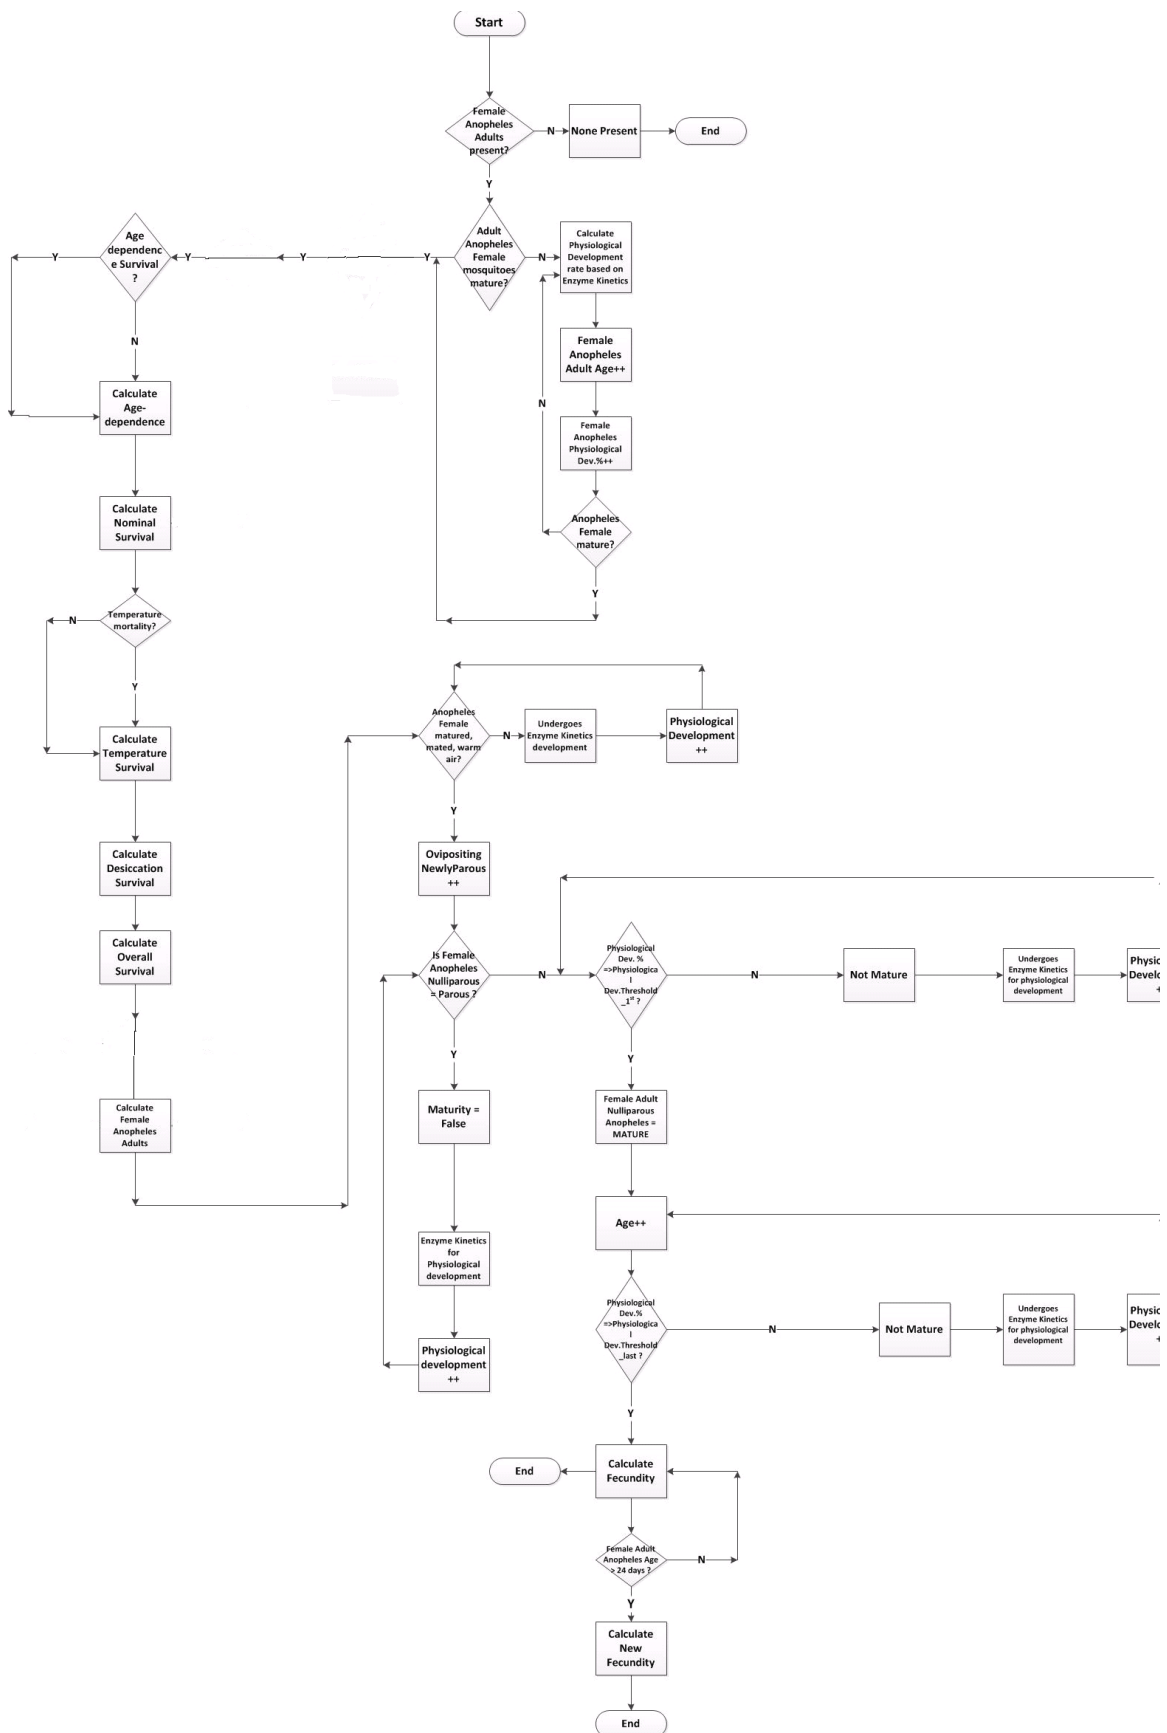 Start
Female
Anopheles
Adults
present?
N
None Present
End
Y
Age
dependenc
e Survival
?
Y
Y
Y
Y
Adult
Anopheles
Female
mosquitoes
mature?
N
Calculate
Physiological
Development
rate based on
Enzyme Kinetics
N
Female
Anopheles
Adult Age++
Calculate
Age-
dependence
N
Female
Anopheles
Physiological
Dev.%++
Calculate
Nominal
Survival
Anopheles
Female
mature?
Y
N
Temperature
mortality?
Y
Calculate
Temperature
Survival
Anopheles
Female
matured,
mated, warm
air?
N
Undergoes
Enzyme Kinetics
development
Physiological
Development
++
Y
Calculate
Desiccation
Survival
Ovipositing
NewlyParous
++
Calculate
Overall
Survival
Is Female
Anopheles
Nulliparous
= Parous ?
N
Physiological
Dev. %
=>Physiologica
l
Dev.Threshold
_1st ?
N
Not Mature
Undergoes
Enzyme Kinetics
for physiological
development
Physio
Develo
+
Y
Y
Calculate
Female
Anopheles
Adults
Maturity =
False
Female Adult
Nulliparous
Anopheles =
MATURE
Age++
Enzyme Kinetics
for
Physiological
development
Physiological
Dev.%
=>Physiologica
l
Dev.Threshold
_last ?
N
Not Mature
Undergoes
Enzyme Kinetics
for physiological
development
Physio
Develo
+
Physiological
development
++
Y
End
Calculate
Fecundity
Female Adult
Anopheles Age
> 24 days ?
N
Y
Calculate
New
Fecundity
End